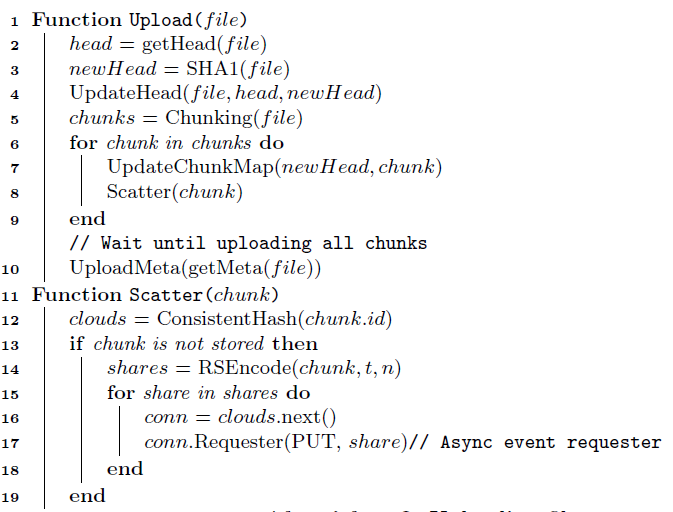 1 Function Upload(file)
2 head = getHead(file)
3 newHead = SHA1(file)
4 UpdateHead(file, head, newHead)
5 chunks = Chunking(file)
6 for chunk in chunks do
7 UpdateChunkMap(newHead, chunk)
8 Scatter(chunk)
9 end
// Wait until uploading all chunks
10 UploadMeta(getMeta(file))
11 Function Scatter(chunk)
12 clouds = ConsistentHash(chunk.id)
13 if chunk is not stored then
14 shares = RSEncode(chunk, t, n)
15 for share in shares do
16 conn = clouds.next()
17 conn.Requester(PUT, share)// Async event requester
18 end
19 end